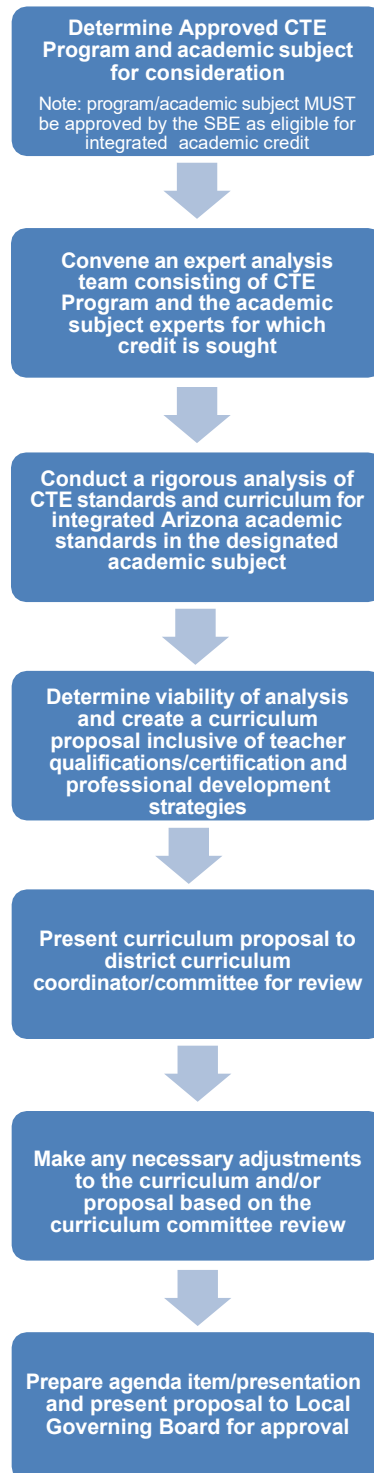 Determine Approved CTE
Program and academic subject
for consideration
Note: program/academic subject MUST
be approved by the SBE as eligible for
integrated academic credit
Convene an expert analysis
team consisting of CTE
Program and the academic
subject experts for which
credit is sought
Conduct a rigorous analysis of
CTE standards and curriculum for
integrated Arizona academic
standards in the designated
academic subject
Determine viability of analysis
and create a curriculum
proposal inclusive of teacher
qualifications/certification and
professional development
strategies
Present curriculum proposal to
district curriculum
coordinator/committee for review
Make any necessary adjustments
to the curriculum and/or
proposal based on the
curriculum committee review
Prepare agenda item/presentation
and present proposal to Local
Governing Board for approval